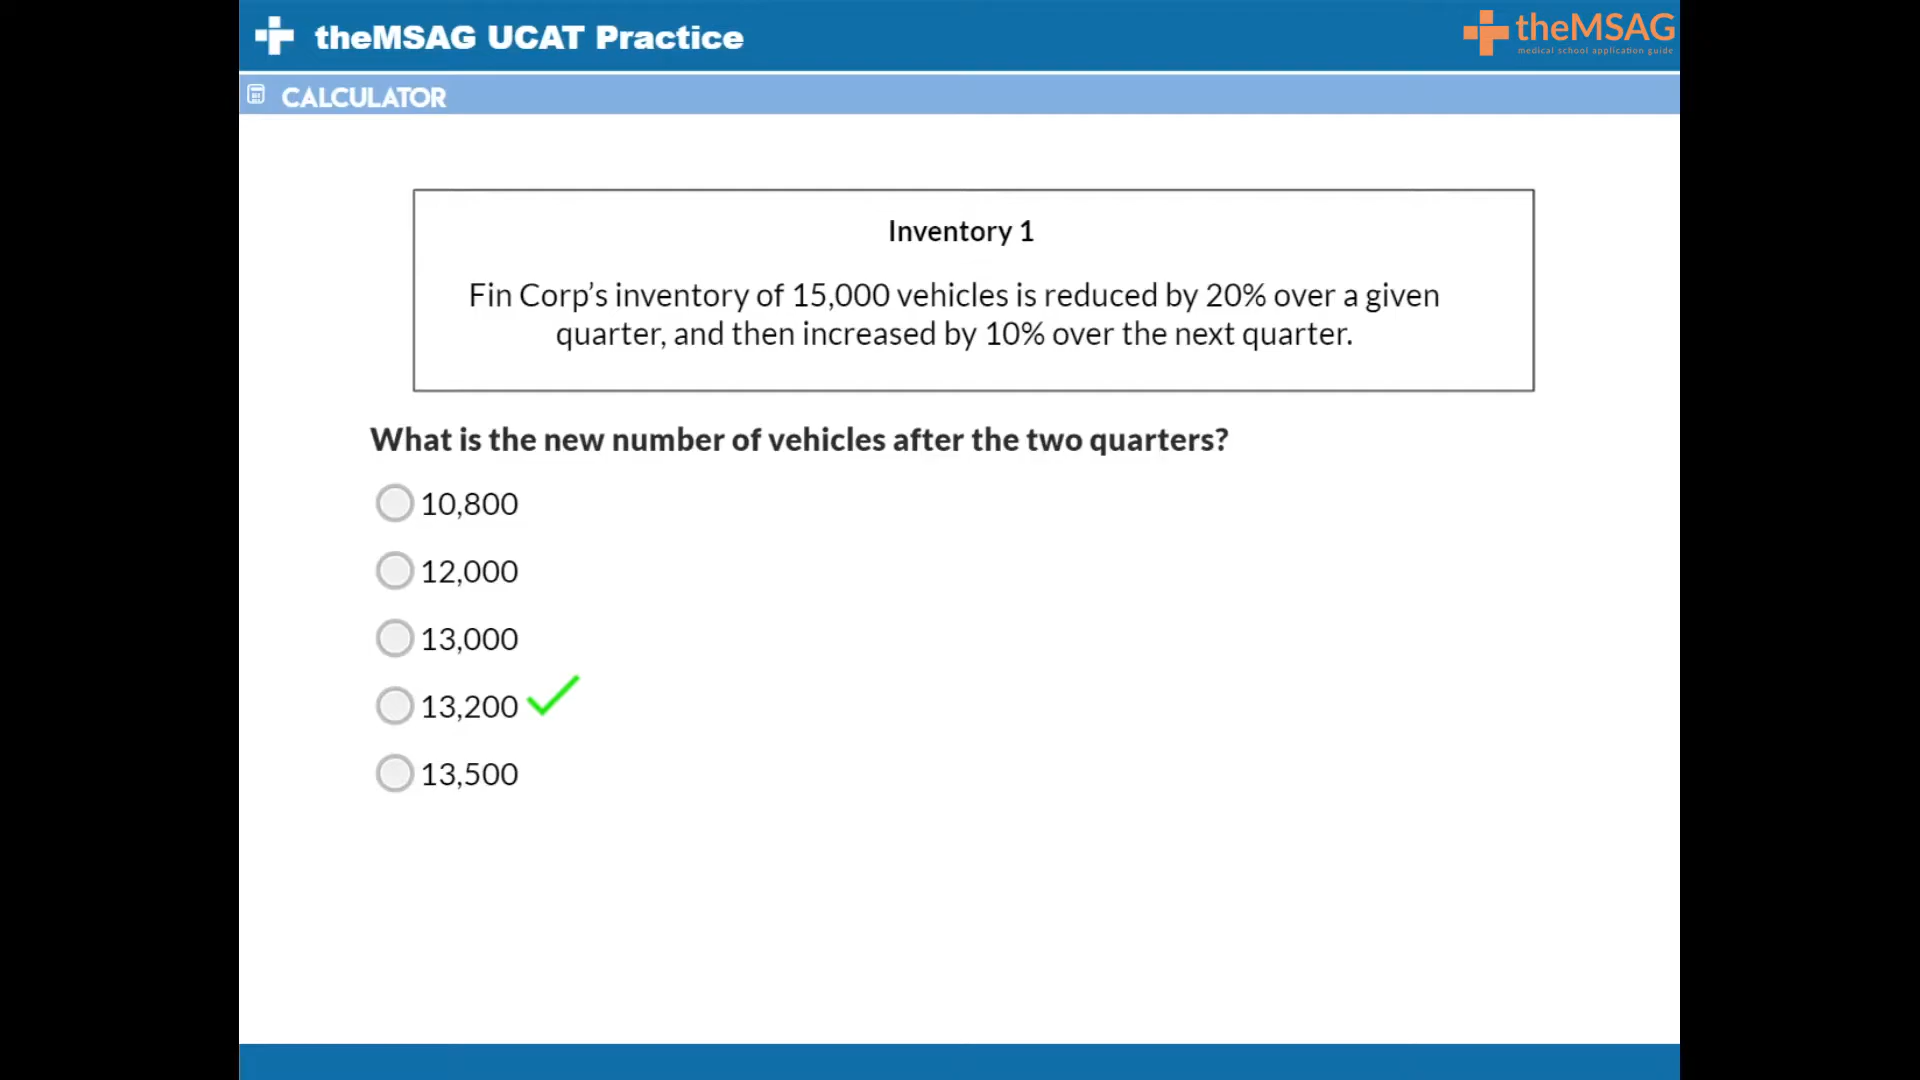 theMSAG UCAT Practice
theMSAG
medical school application guide
CALCULATOR
Inventory 1
Fin Corp’s inventory of 15,000 vehicles is reduced by 20% over a given
quarter, and then increased by 10% over the next quarter.
What is the new number of vehicles after the two quarters?
10,800
12,000
13,000
13,200
13,500